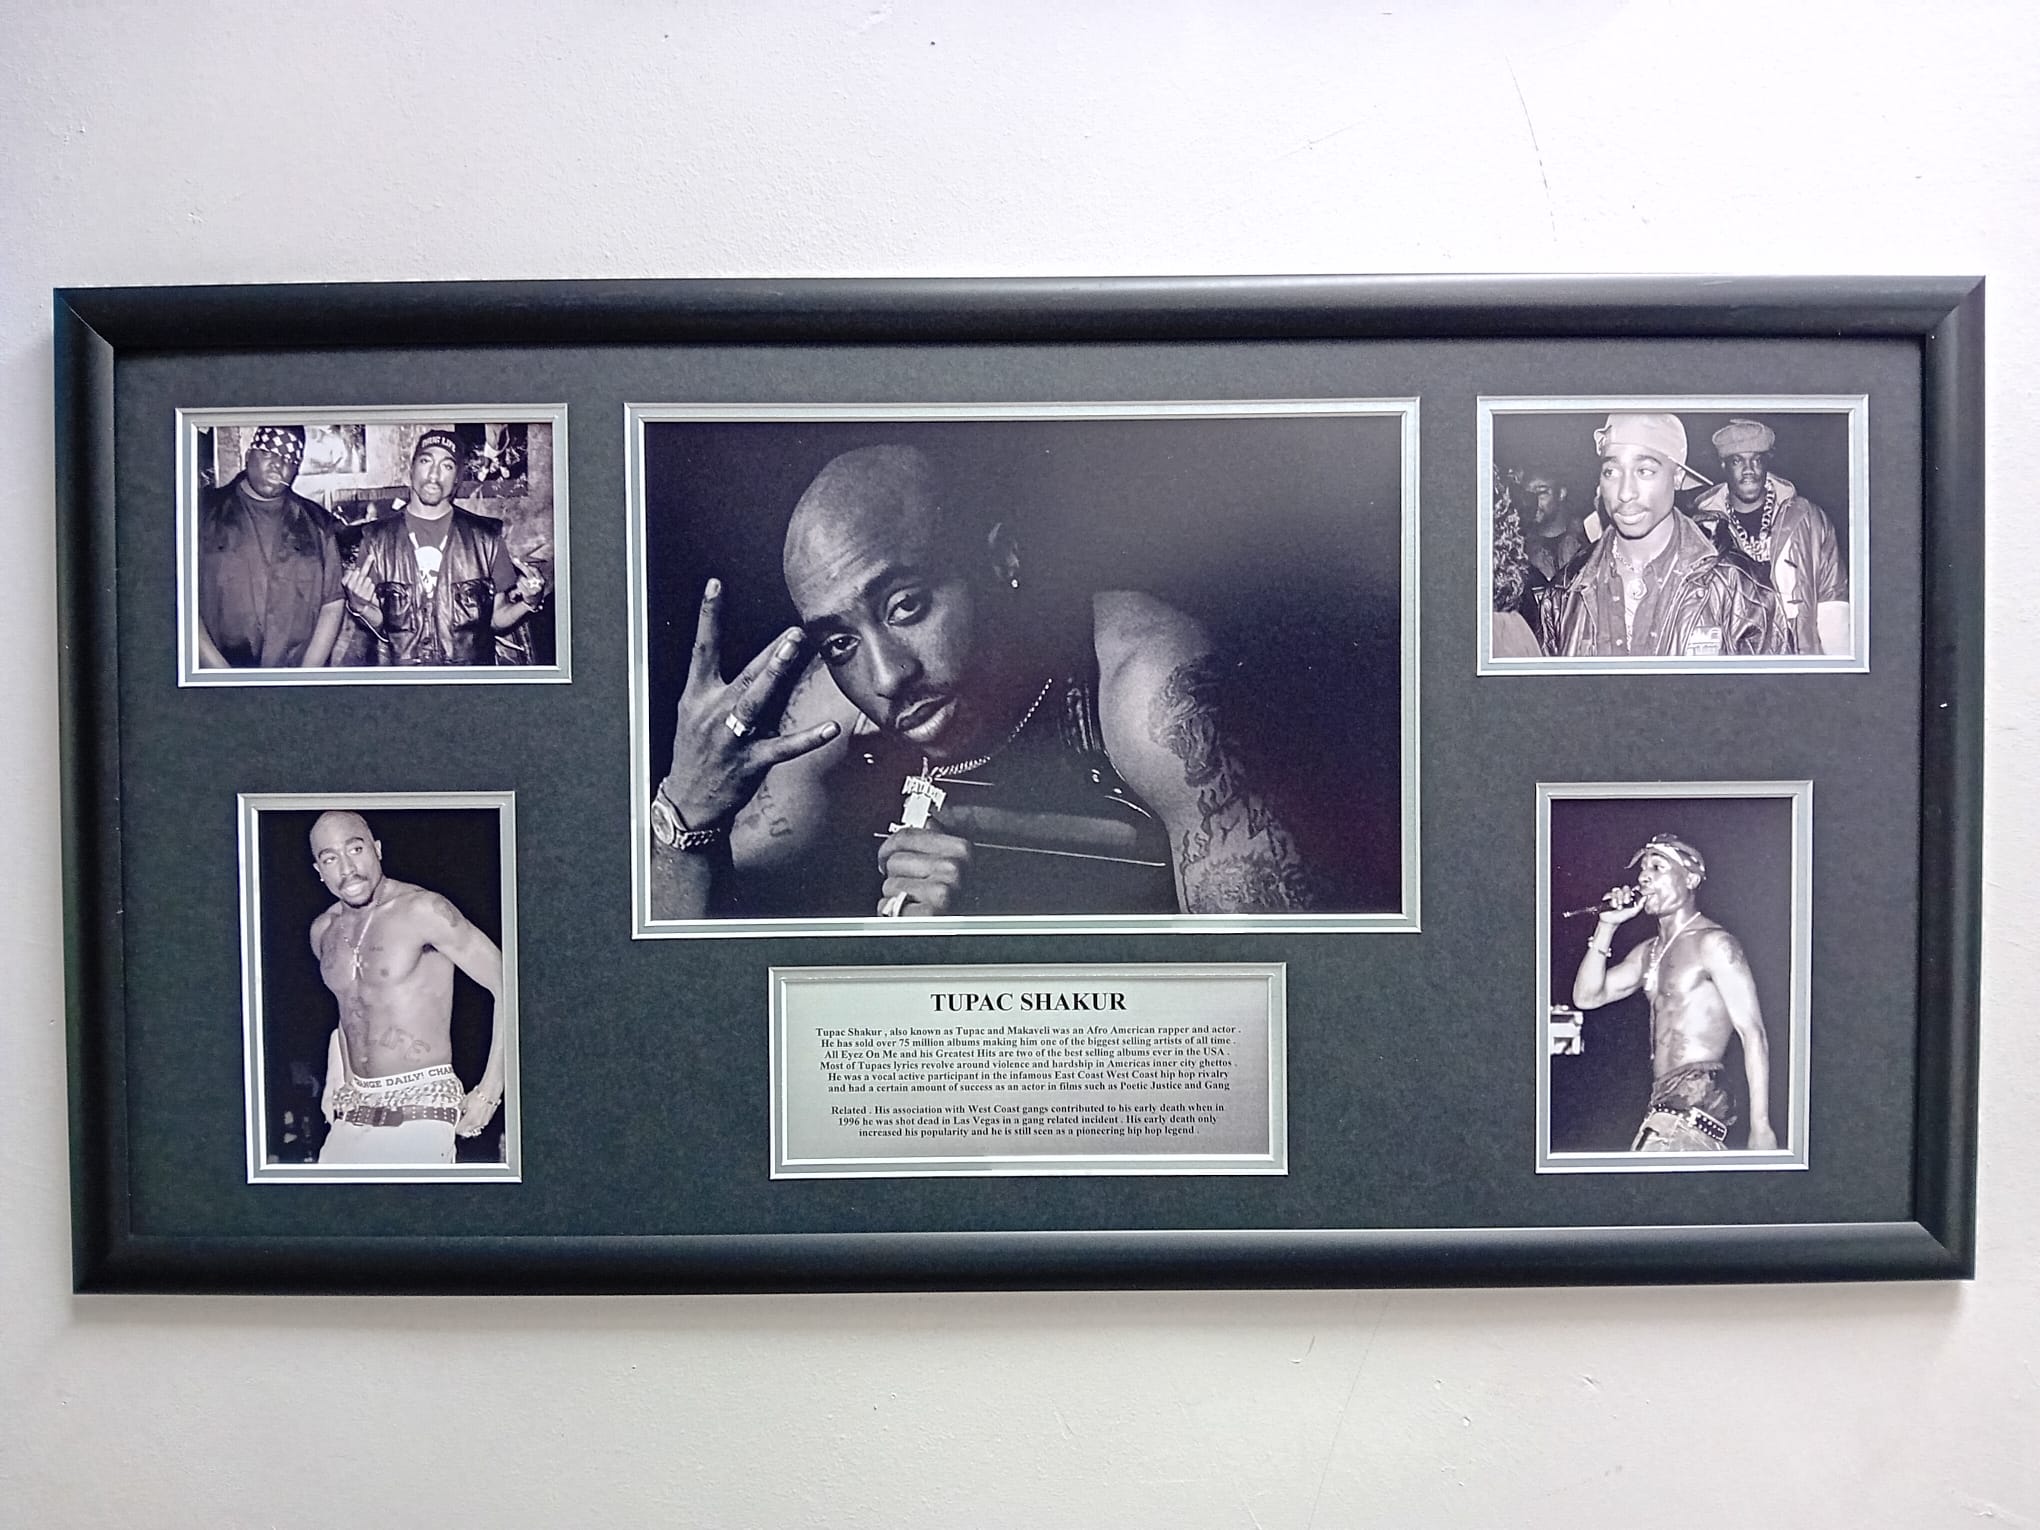 THUG LIFE
LIFE
CHANGE DAILY! CHAN
TUPAC SHAKUR
Tupac Shakur , also known as Tupac and Makaveli was an Afro American rapper and actor .
He has sold over 75 million albums making him one of the biggest selling artists of all time .
All Eyez On Me and his Greatest Hits are two of the best selling albums ever in the USA .
Most of Tupacs lyrics revolve around violence and hardship in Americas inner city ghettos .
He was a vocal active participant in the infamous East Coast West Coast hip hop rivalry
and had a certain amount of success as an actor in films such as Poetic Justice and Gang
Related . His association with West Coast gangs contributed to his early death when in
1996 he was shot dead in Las Vegas in a gang related incident . His early death only
increased his popularity and he is still seen as a pioneering hip hop legend .